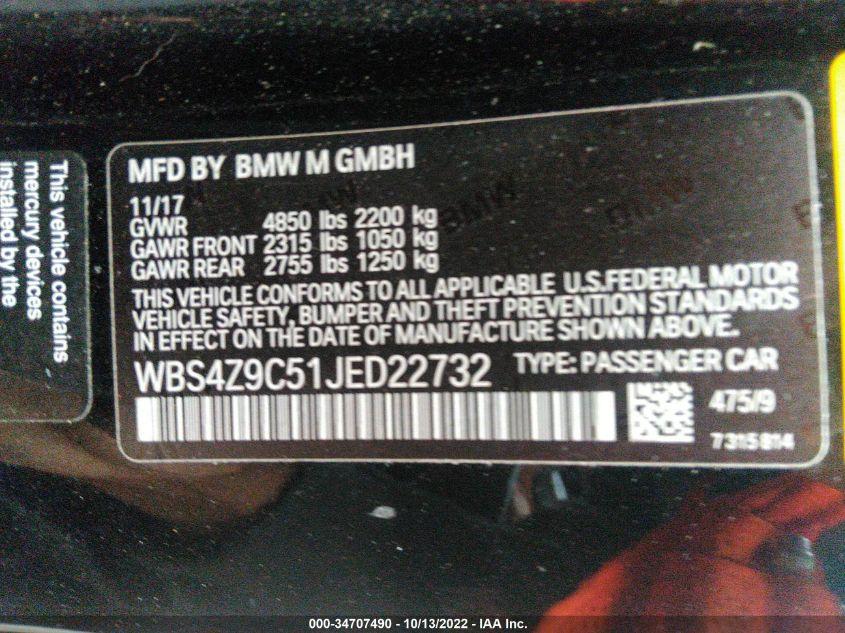 This vehicle contains
mercury devices
installed by the
MFD BY BMW M GMBH
11/17
GVWR 4850 lbs 2200 kg
GAWR FRONT 2315 lbs 1050 kg
GAWR REAR 2755 lbs 1250 kg
THIS VEHICLE CONFORMS TO ALL APPLICABLE U.S.FEDERAL MOTOR
VEHICLE SAFETY, BUMPER AND THEFT PREVENTION STANDARDS
IN EFFECT ON THE DATE OF MANUFACTURE SHOWN ABOVE.
WBS4Z9C51JED22732 TYPE: PASSENGER CAR
475/9
7315814
BMW
BMW
000-34707490 - 10/13/2022 - IAA Inc.